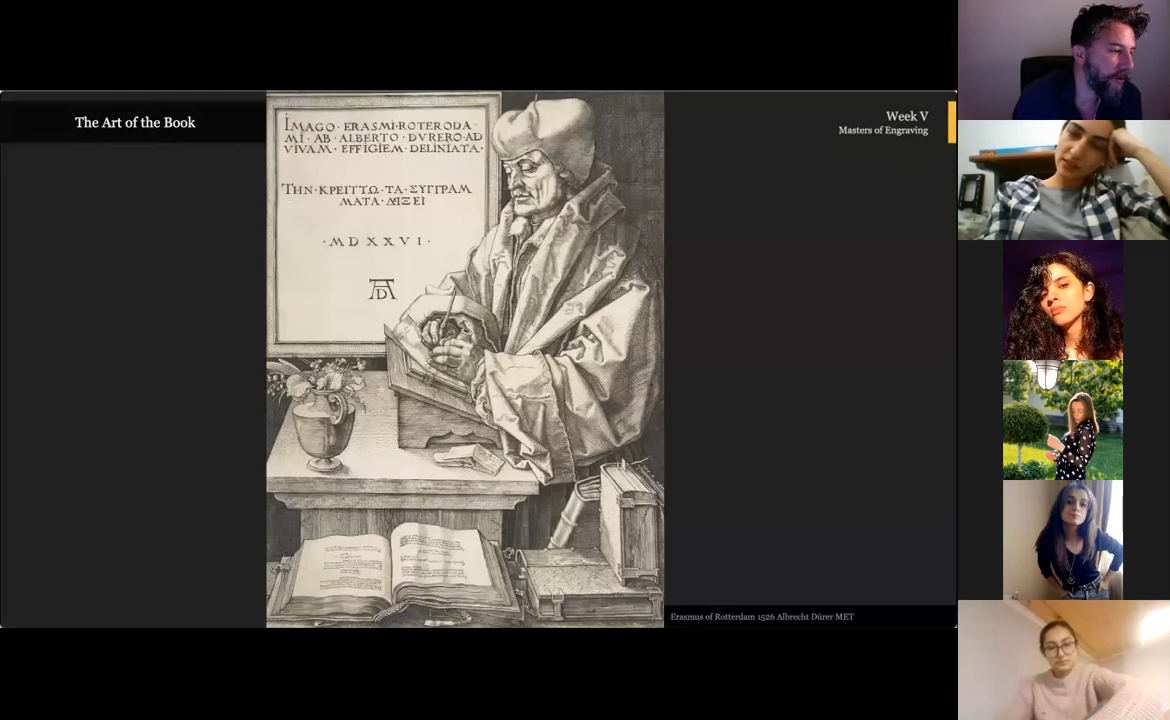 The Art of the Book
Week V
Masters of Engraving
IMAGO · ERASMI · ROTERODA
MI · AB · ALBERTO · DVRERO · AD
VIVAM · EFFIGIEM · DELINIATA ·
ΤΗΝ · ΚΡΕΙΤΤΩ · ΤΑ · ΣΥΓΓΡΑΜ
ΜΑΤΑ · ΔΙΞΕΙ
· MDXXVI ·
AD
Erasmus of Rotterdam 1526 Albrecht Dürer MET